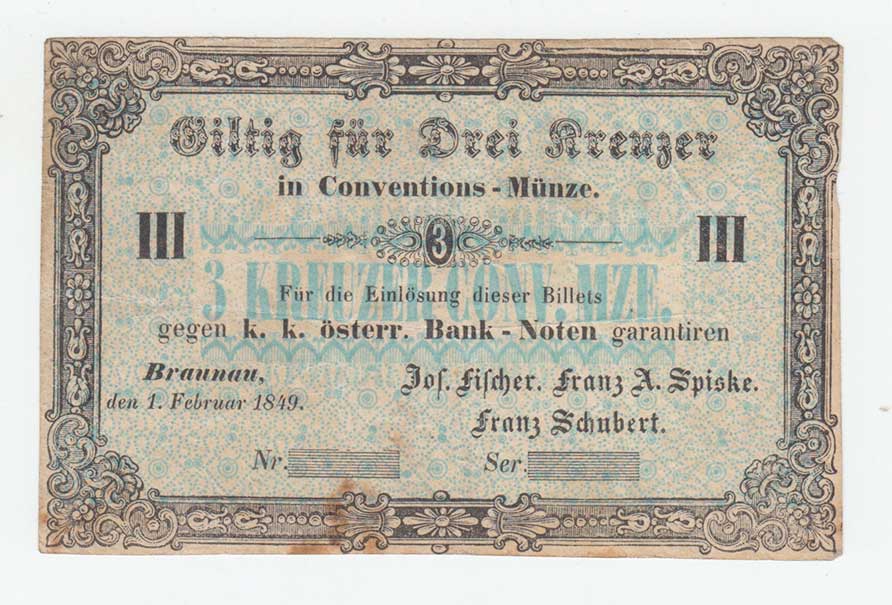 Giltig für Drei Kreuzer
in Conventions - Münze.
III III
3
3 KREUZER CONV. MZE.
Für die Einlösung dieser Billets
gegen k. k. österr. Bank - Noten garantiren
Braunau,
den 1. Februar 1849.
Jos. Fischer. Franz A. Spiske.
Franz Schubert.
Nr. Ser.